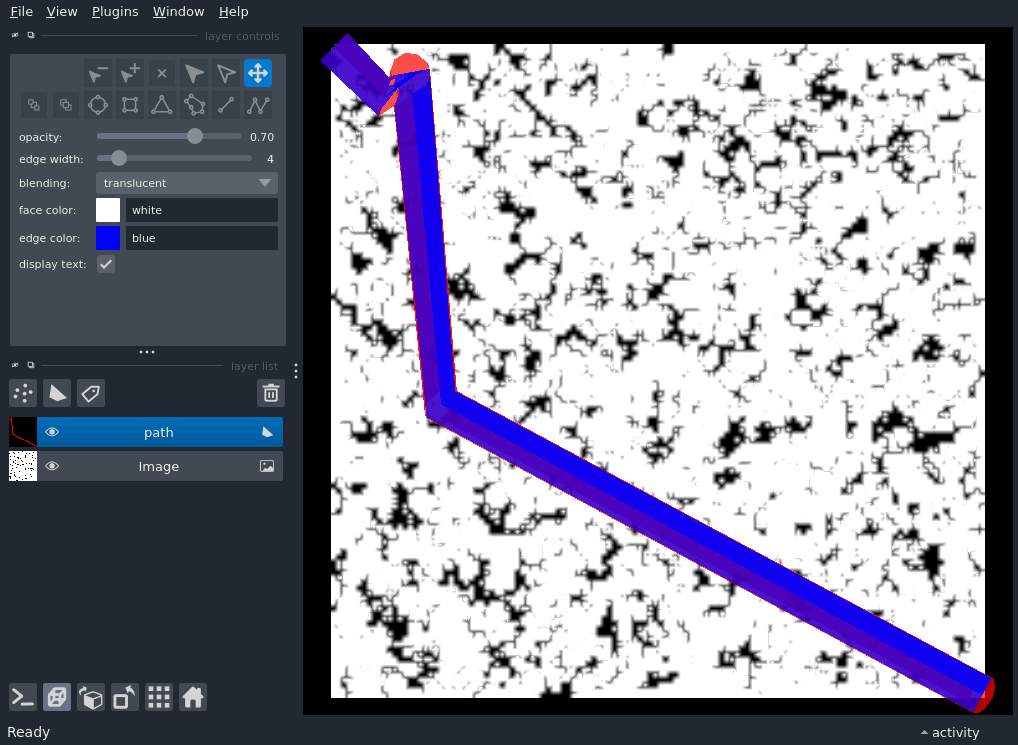 File View Plugins Window Help
layer controls
opacity: 0.70
edge width: 4
blending: translucent
face color: white
edge color: blue
display text:
layer list
path
Image
Ready
activity